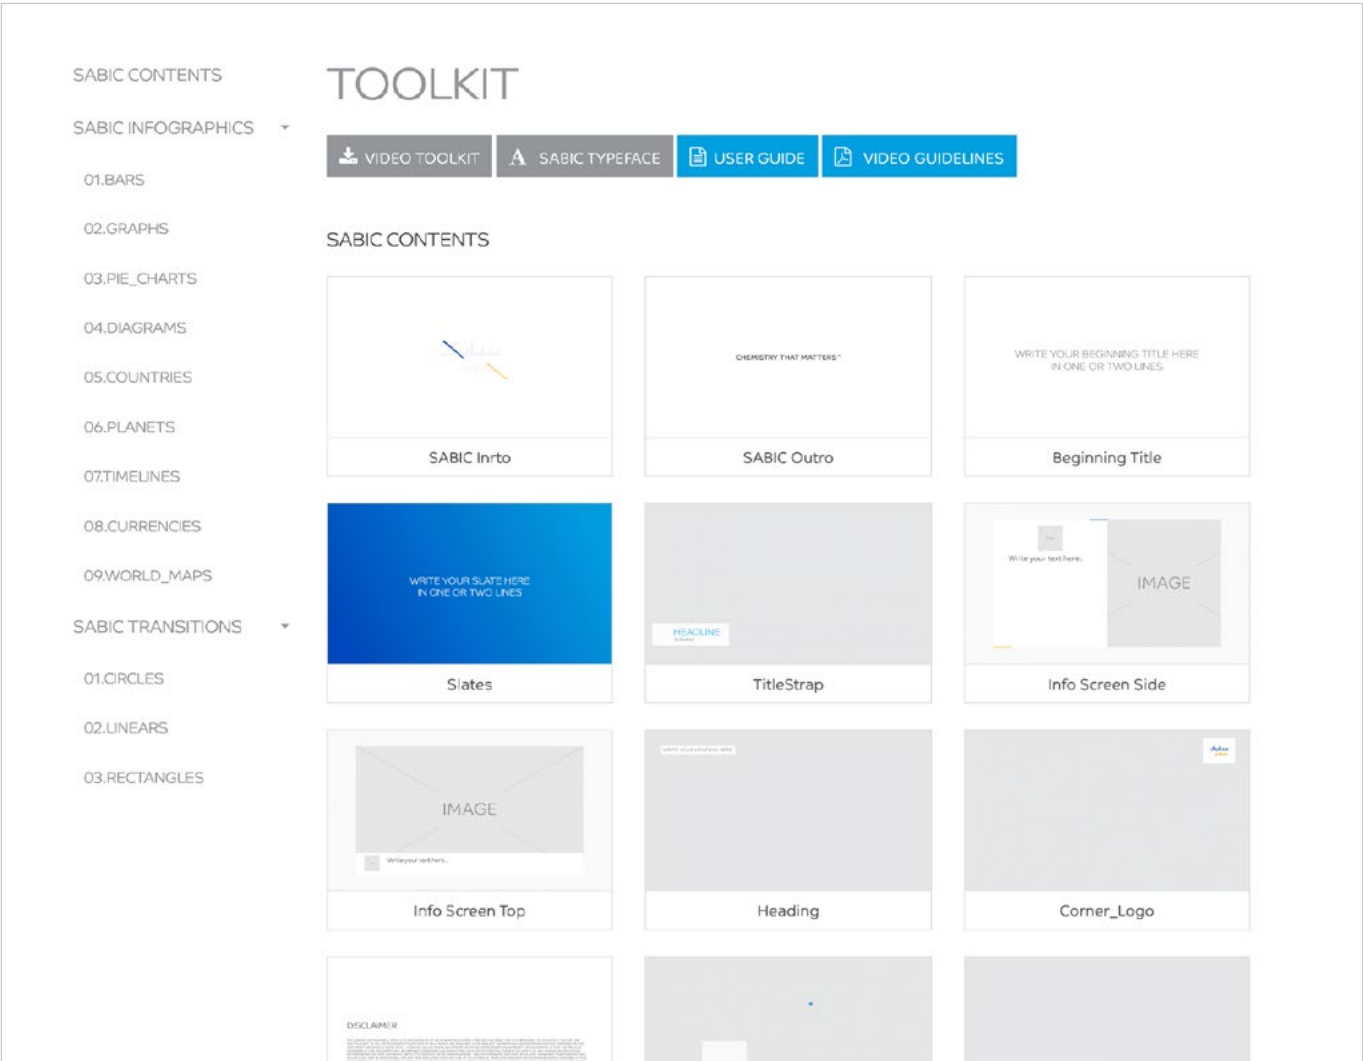 SABIC CONTENTS
SABIC INFOGRAPHICS
01.BARS
02.GRAPHS
03.PIE_CHARTS
04.DIAGRAMS
05.COUNTRIES
06.PLANETS
07.TIMELINES
08.CURRENCIES
09.WORLD_MAPS
SABIC TRANSITIONS
01.CIRCLES
02.LINEARS
03.RECTANGLES
TOOLKIT
VIDEO TOOLKIT
SABIC TYPEFACE
USER GUIDE
VIDEO GUIDELINES
SABIC CONTENTS
SABIC Inrto
CHEMISTRY THAT MATTERS™
SABIC Outro
WRITE YOUR BEGINNING TITLE HERE
IN ONE OR TWO LINES
Beginning Title
WRITE YOUR SLATE HERE
IN ONE OR TWO LINES
Slates
HEADLINE
TitleStrap
Write your text here..
IMAGE
Info Screen Side
IMAGE
Write your text here..
Info Screen Top
WRITE YOUR HEADING HERE
Heading
Corner_Logo
DISCLAIMER